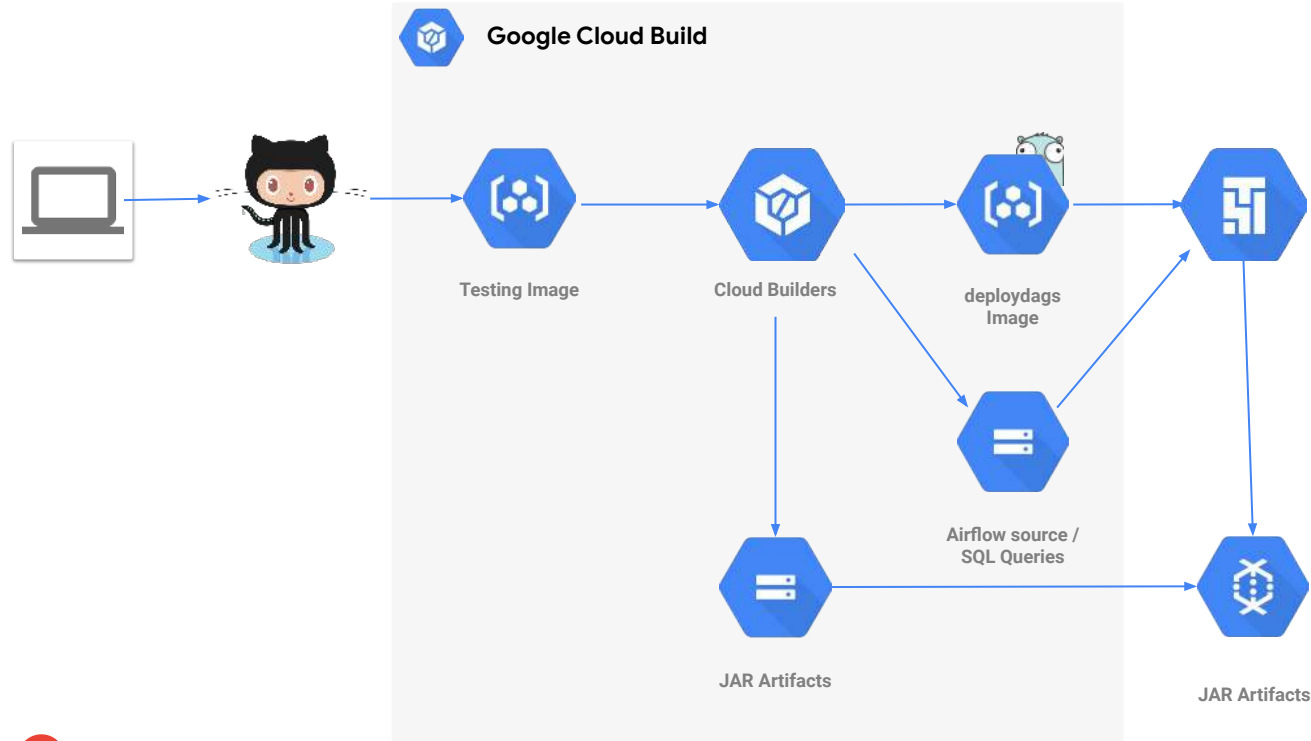 Google Cloud Build
Testing Image
Cloud Builders
deploydags
Image
Airflow source /
SQL Queries
JAR Artifacts
JAR Artifacts